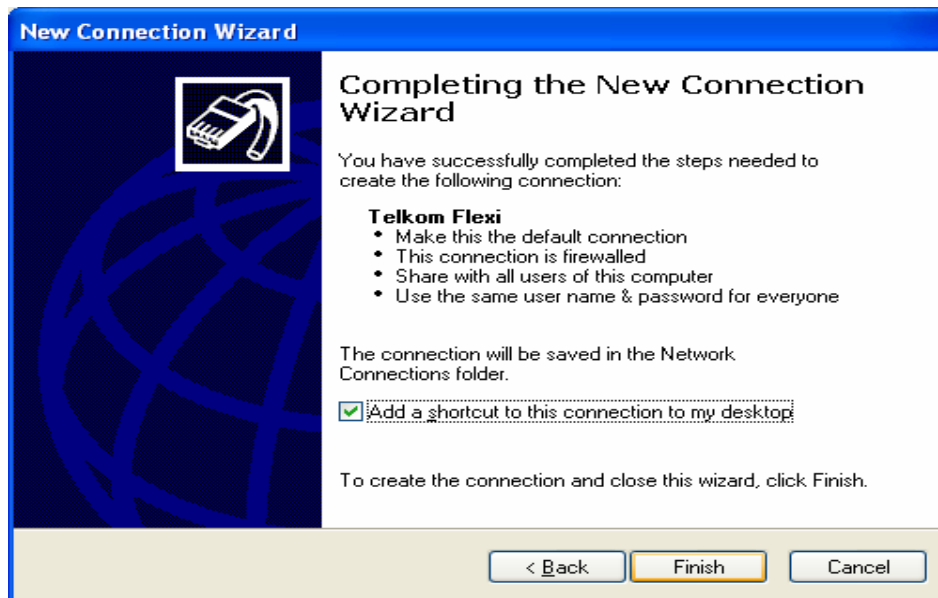 New Connection Wizard
Completing the New Connection
Wizard
You have successfully completed the steps needed to
create the following connection:
Telkom Flexi
• Make this the default connection
• This connection is firewalled
• Share with all users of this computer
• Use the same user name & password for everyone
The connection will be saved in the Network
Connections folder.
Add a shortcut to this connection to my desktop
To create the connection and close this wizard, click Finish.
< Back Finish Cancel